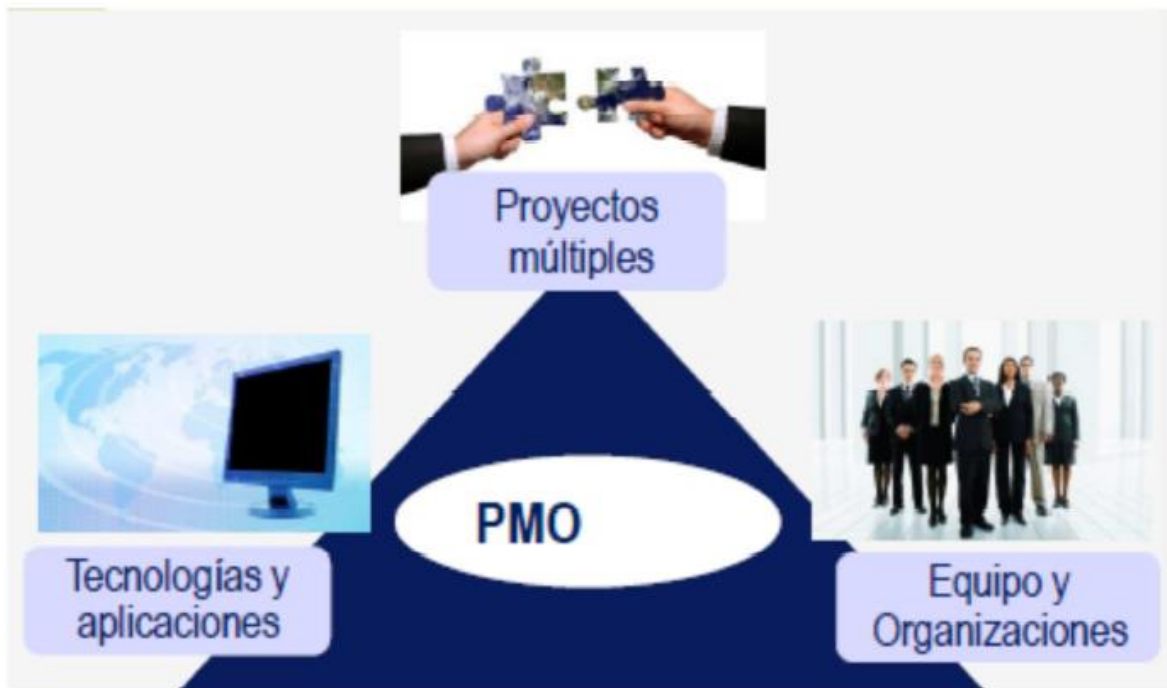 Proyectos
múltiples
PMO
Tecnologías y
aplicaciones
Equipo y
Organizaciones